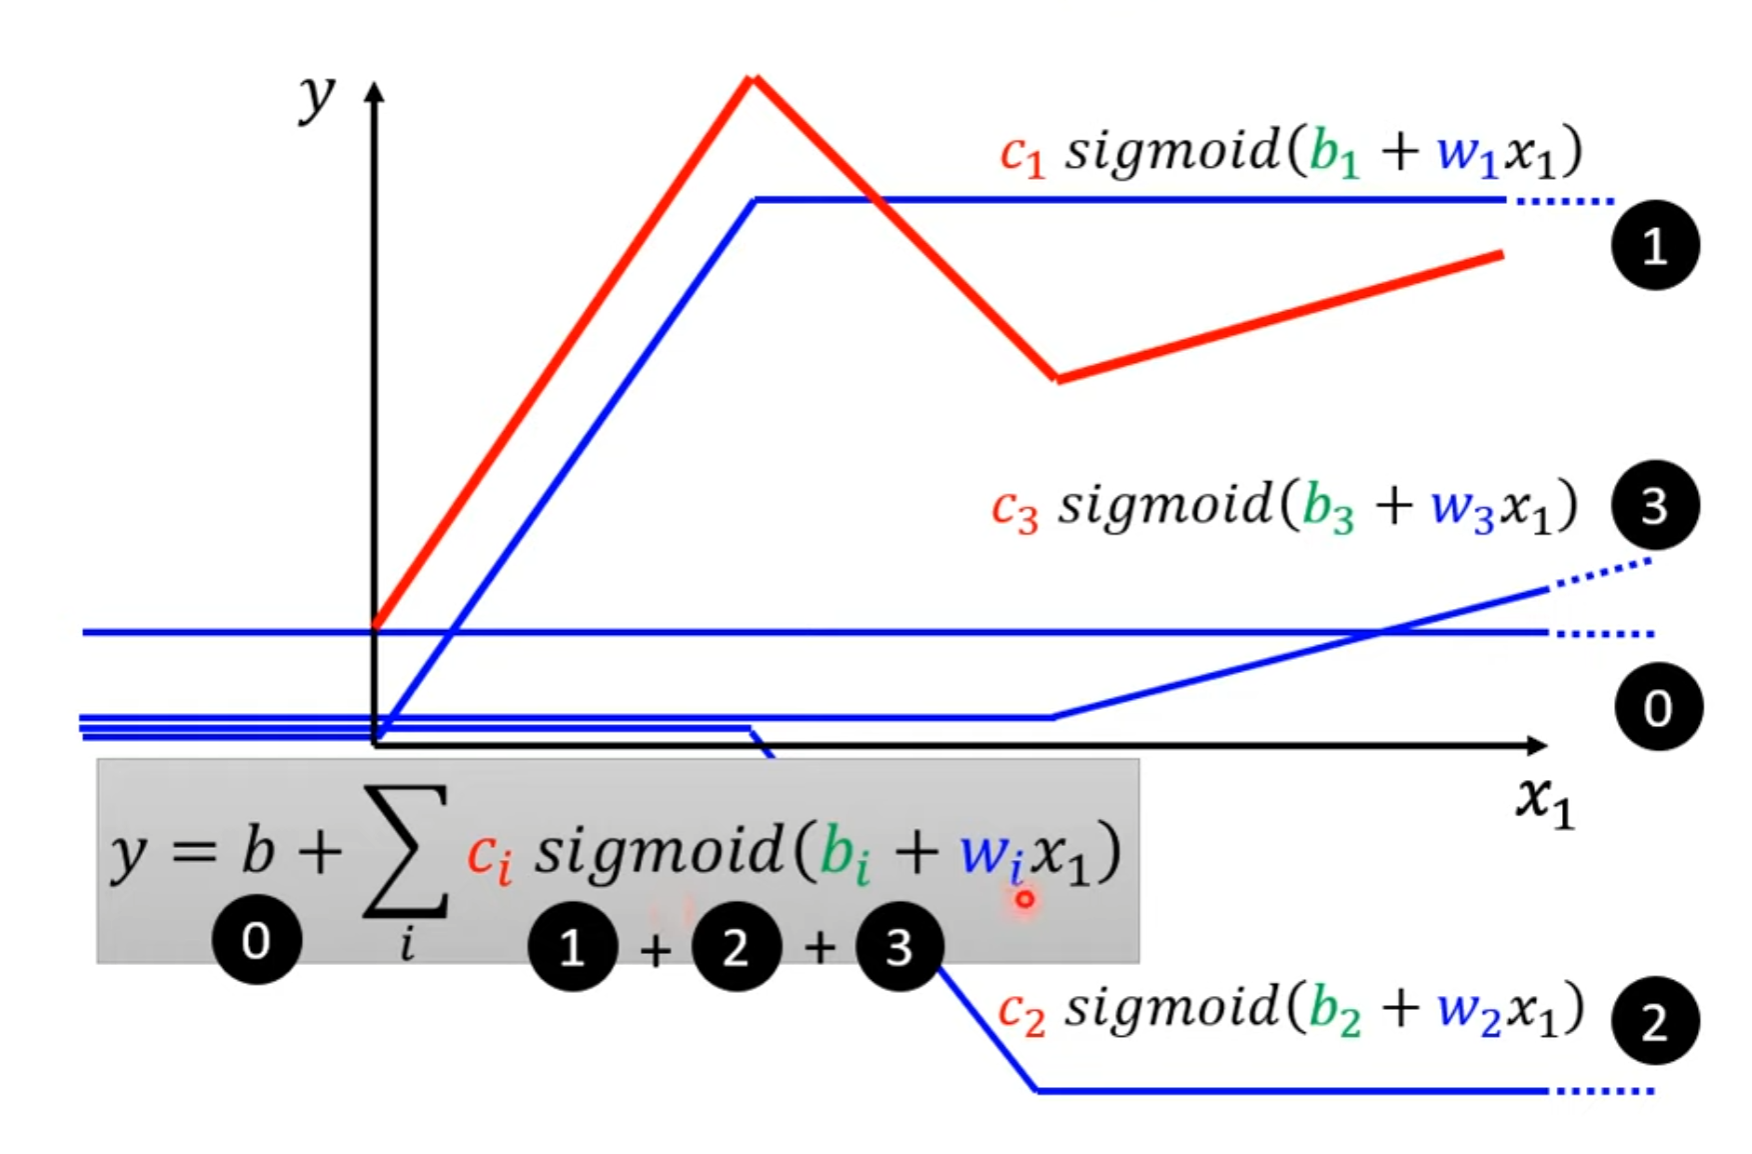 y
c₁ sigmoid(b₁ + w₁x₁)
1
c₃ sigmoid(b₃ + w₃x₁)
3
0
x₁
y = b + ∑ᵢ cᵢ sigmoid(bᵢ + wᵢx₁)
0 1 + 2 + 3
c₂ sigmoid(b₂ + w₂x₁)
2